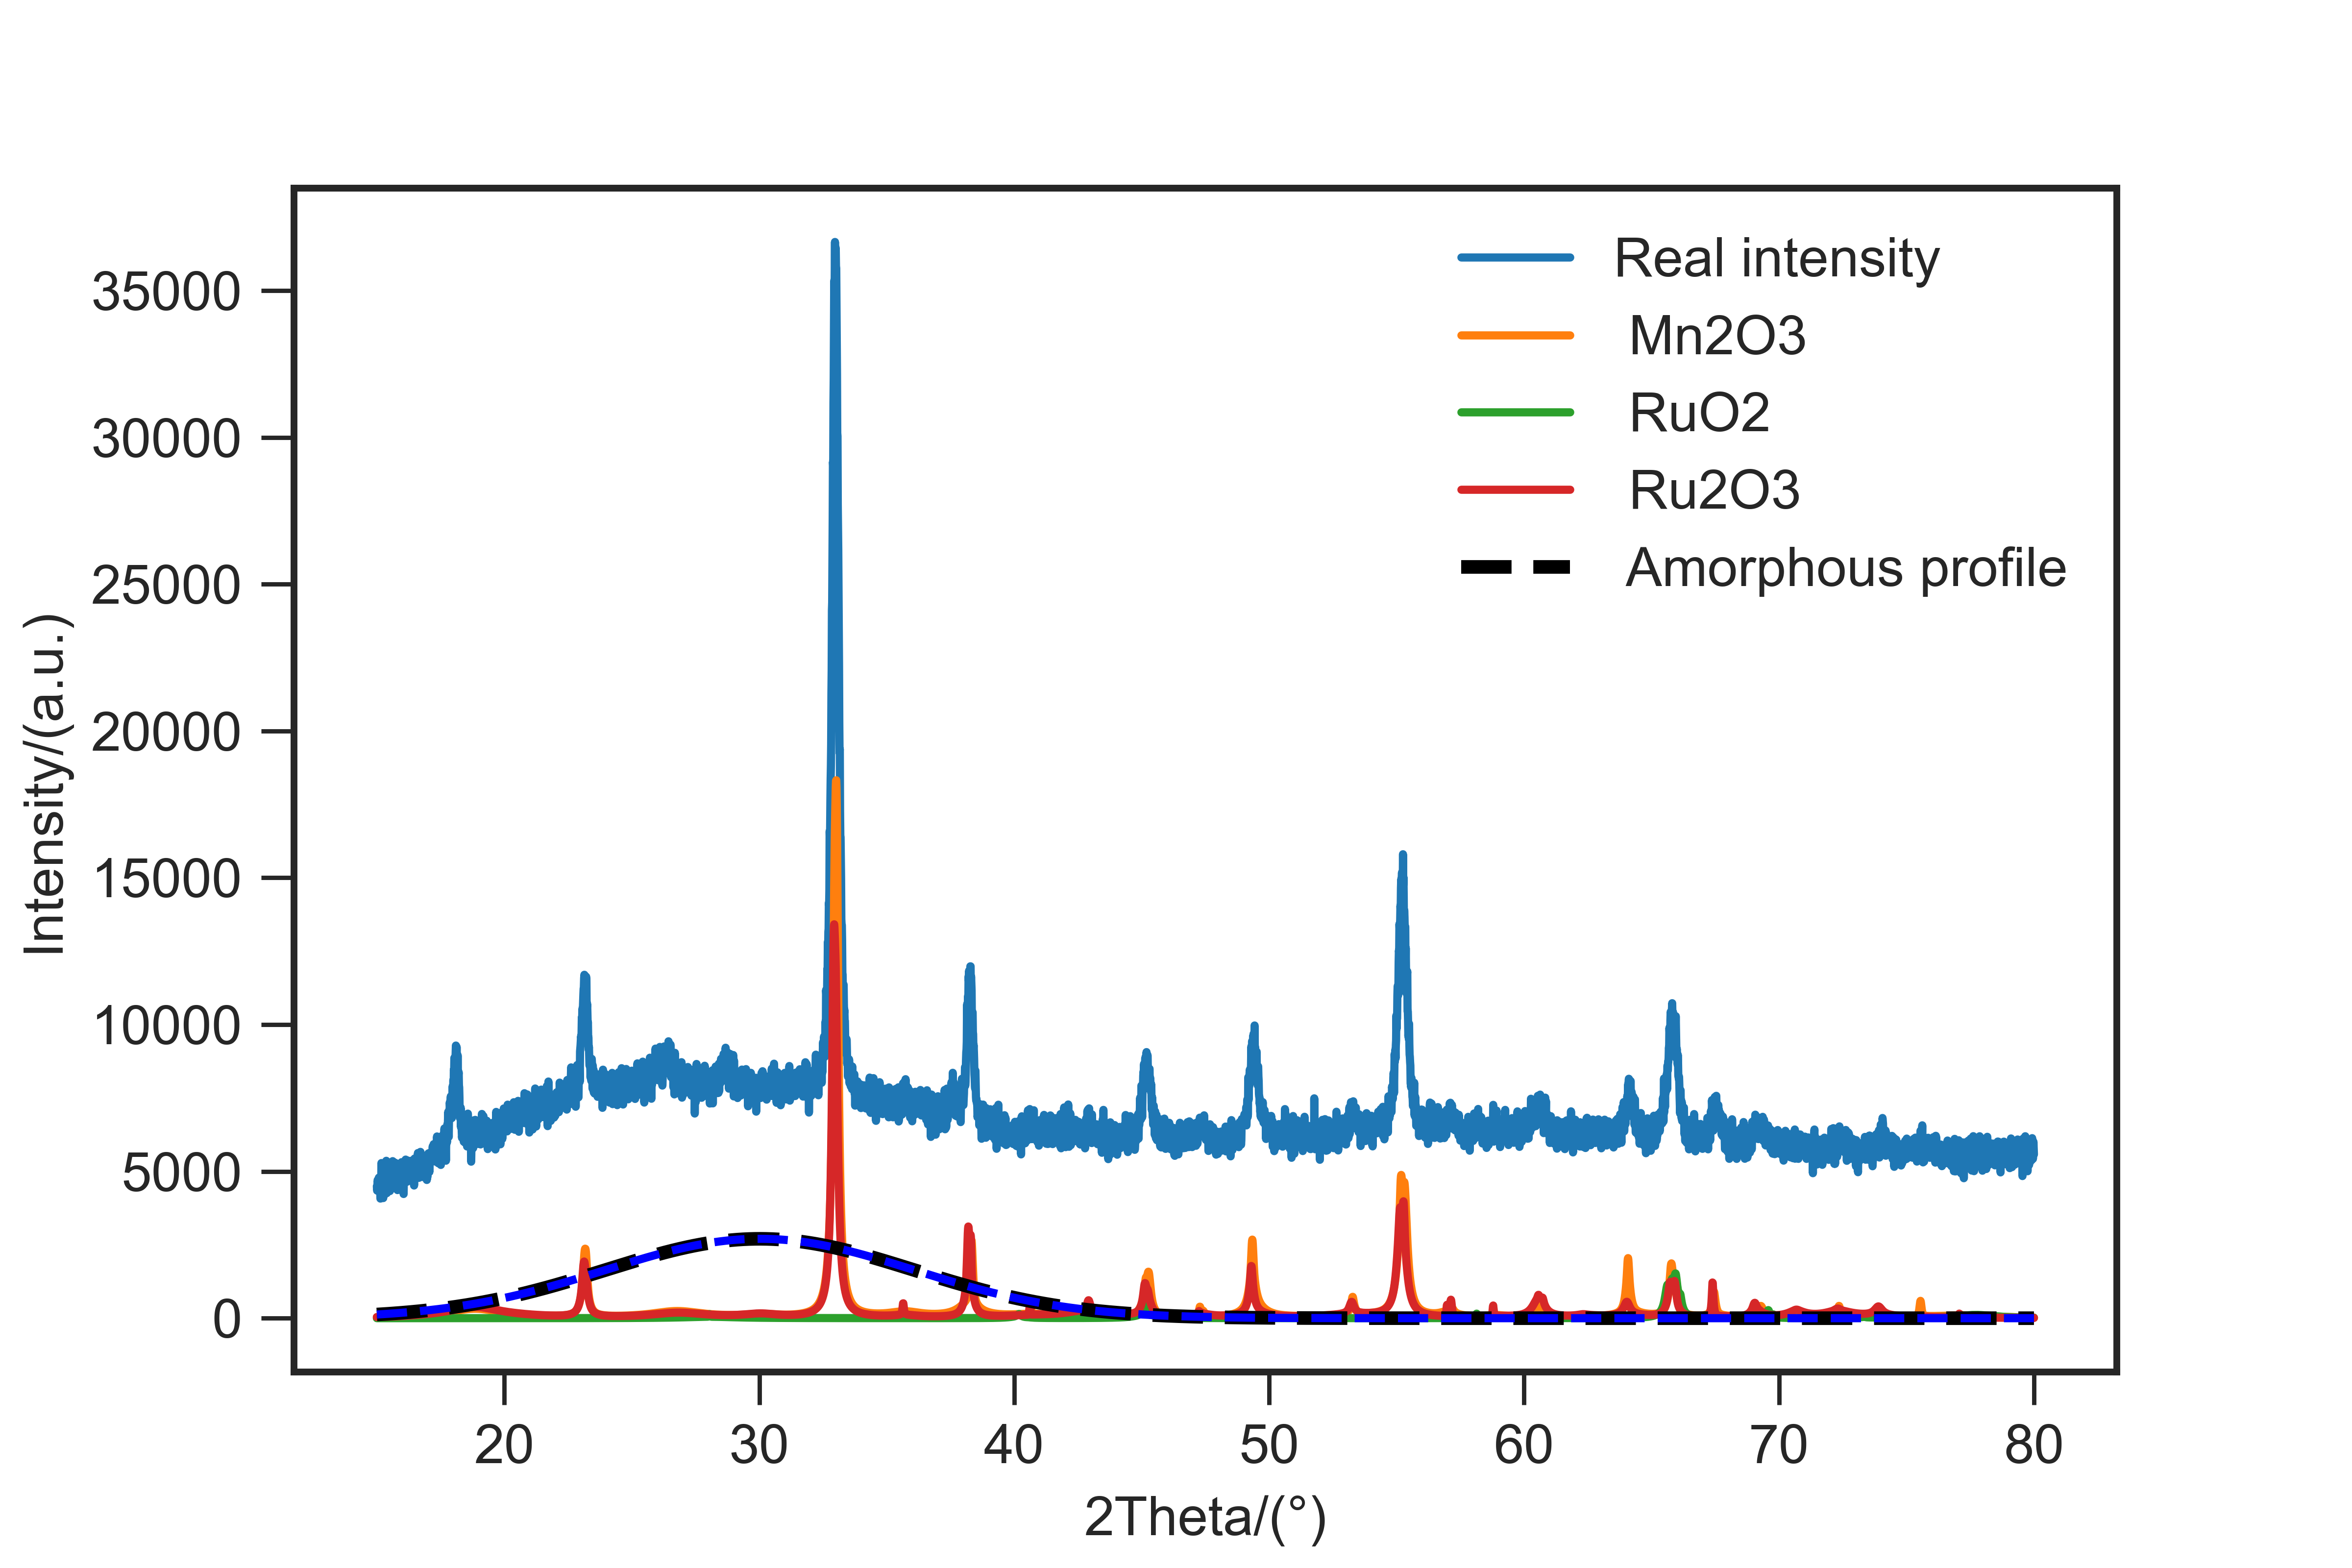 Real intensity
Mn2O3
RuO2
Ru2O3
Amorphous profile
35000
30000
25000
20000
15000
10000
5000
0
Intensity/(a.u.)
20 30 40 50 60 70 80
2Theta/(°)